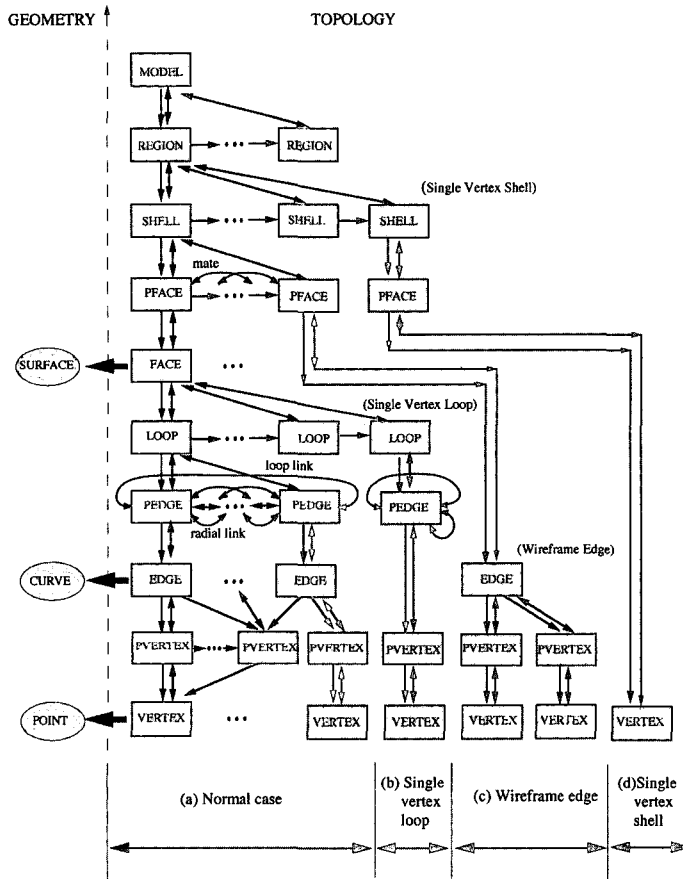 GEOMETRY TOPOLOGY
MODEL
REGION ••• REGION
(Single Vertex Shell)
SHELL ••• SHELL SHELL
mate
PFACE ••• PFACE PFACE
SURFACE FACE •••
(Single Vertex Loop)
LOOP ••• LOOP LOOP
loop link
PEDGE ••• PEDGE PEDGE
radial link
(Wireframe Edge)
CURVE EDGE ••• EDGE EDGE
PVERTEX •••• PVERTEX PVERTEX PVERTEX PVERTEX PVERTEX
POINT VERTEX ••• VERTEX VERTEX VERTEX VERTEX VERTEX
(a) Normal case
(b) Single
vertex
loop
(c) Wireframe edge
(d)Single
vertex
shell